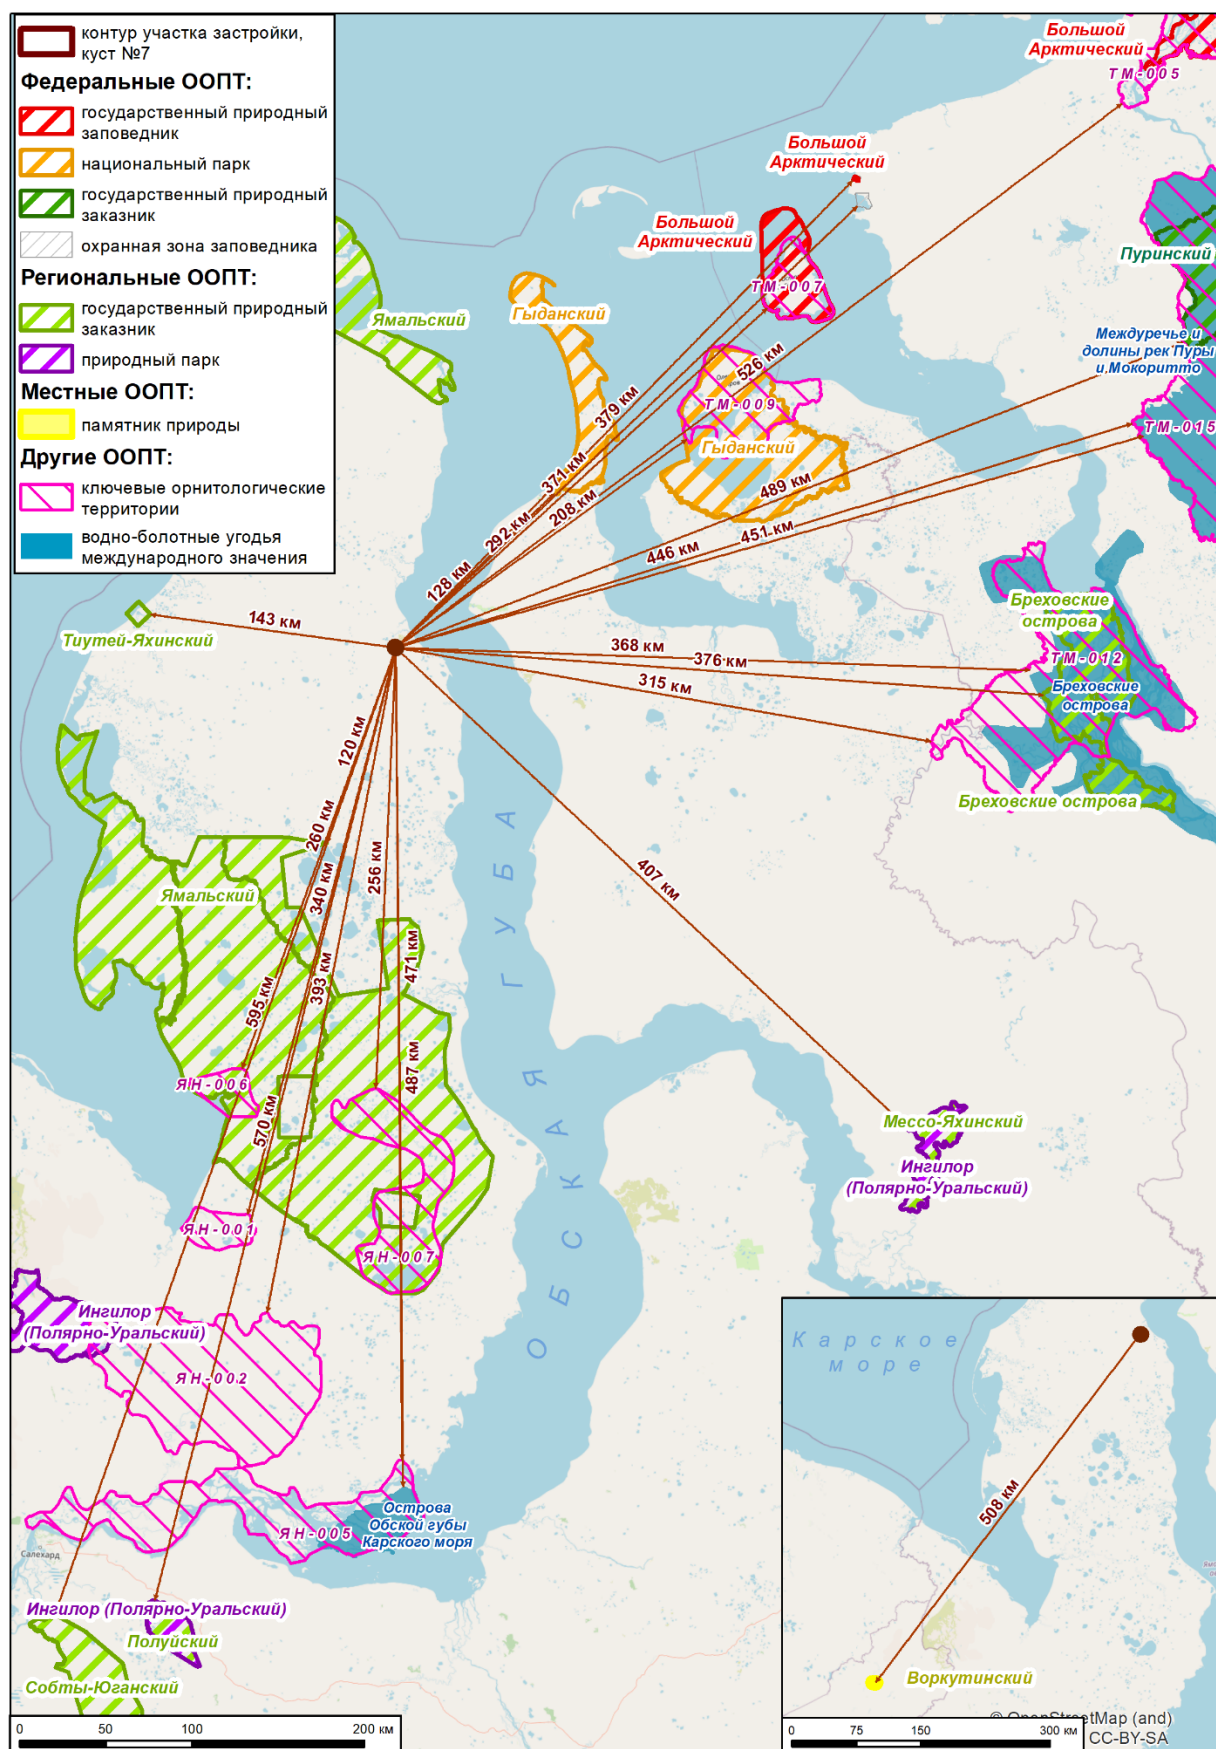 контур участка застройки,
куст №7
Федеральные ООПТ:
государственный природный
заповедник
национальный парк
государственный природный
заказник
охранная зона заповедника
Региональные ООПТ:
государственный природный
заказник
природный парк
Местные ООПТ:
памятник природы
Другие ООПТ:
ключевые орнитологические
территории
водно-болотные угодья
международного значения
Большой
Арктический
ТМ-005
Большой
Арктический
Большой
Арктический
ТМ-007
Пуринский
Гыданский
Ямальский
Междуречье и
долины рек Пуры
и Мокоритто
526 км
379 км
ТМ-009
ТМ-015
Гыданский
371 км
489 км
208 км
292 км
451 км
446 км
128 км
143 км
Тиутей-Яхинский
Бреховские
острова
368 км
376 км
ТМ-012
315 км
Бреховские
острова
Бреховские острова
120 км
260 км
340 км
256 км
407 км
Ямальский
471 км
393 км
595 км
487 км
ЯН-006
570 км
ОБСКАЯ ГУБА
Мессо-Яхинский
Ингилор
(Полярно-Уральский)
ЯН-001
ЯН-007
Ингилор
(Полярно-Уральский)
ЯН-002
Острова
Обской губы
Карского моря
ЯН-005
Салехард
Ингилор (Полярно-Уральский)
Полуйский
Собты-Юганский
0 50 100 200 км
Карское
море
508 км
Воркутинский
© OpenStreetMap (and)
CC-BY-SA
0 75 150 300 км